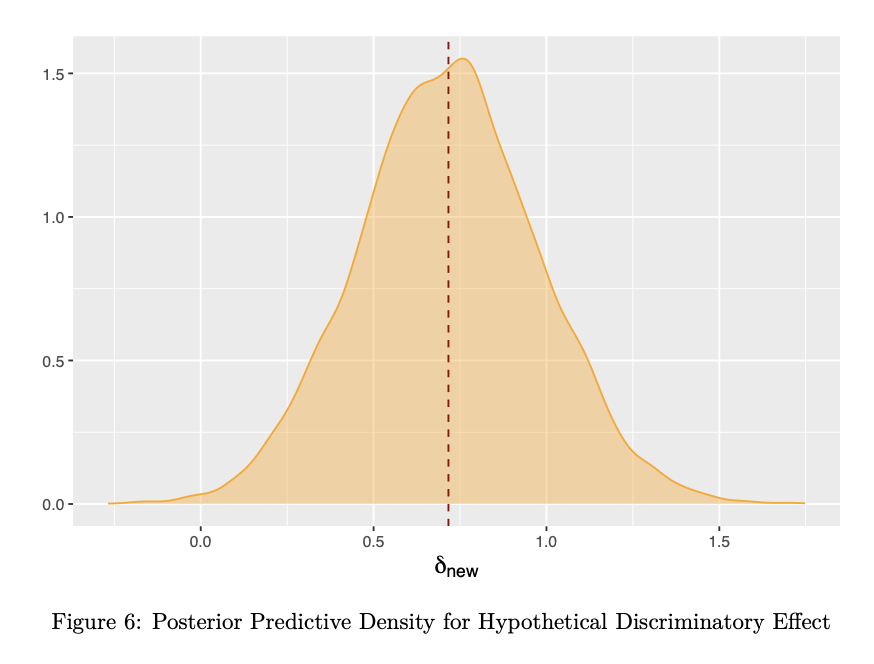 1.5
1.0
0.5
0.0
0.0 0.5 1.0 1.5
δnew
Figure 6: Posterior Predictive Density for Hypothetical Discriminatory Effect